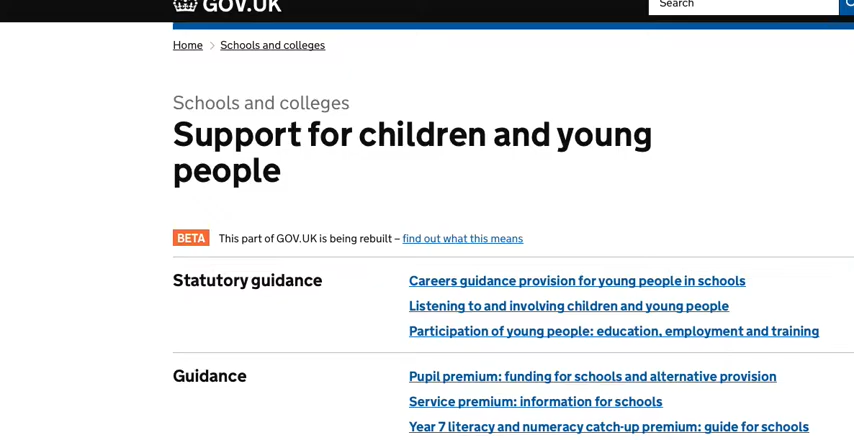 GOV.UK
Search
Home > Schools and colleges
Schools and colleges
Support for children and young
people
BETA This part of GOV.UK is being rebuilt – find out what this means
Statutory guidance
Careers guidance provision for young people in schools
Listening to and involving children and young people
Participation of young people: education, employment and training
Guidance
Pupil premium: funding for schools and alternative provision
Service premium: information for schools
Year 7 literacy and numeracy catch-up premium: guide for schools